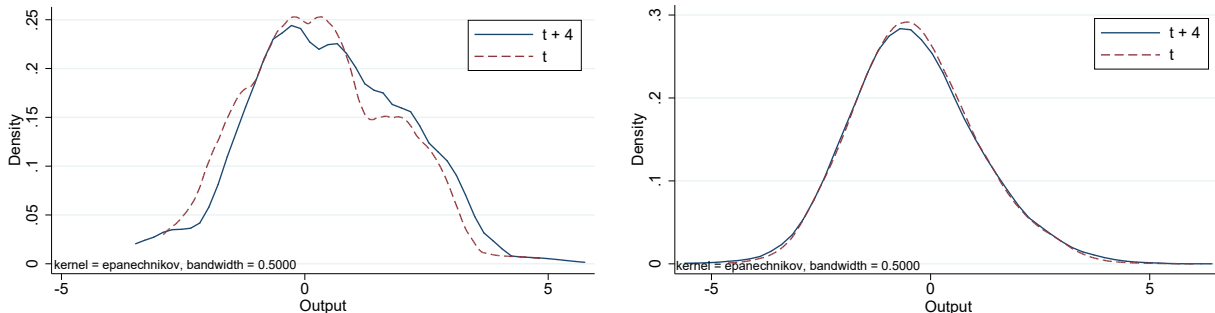 .25
.2
.15
.1
.05
0
Density
t + 4
t
kernel = epanechnikov, bandwidth = 0.5000
-5
0
5
Output
.3
.2
.1
0
Density
t + 4
t
kernel = epanechnikov, bandwidth = 0.5000
-5
0
5
Output